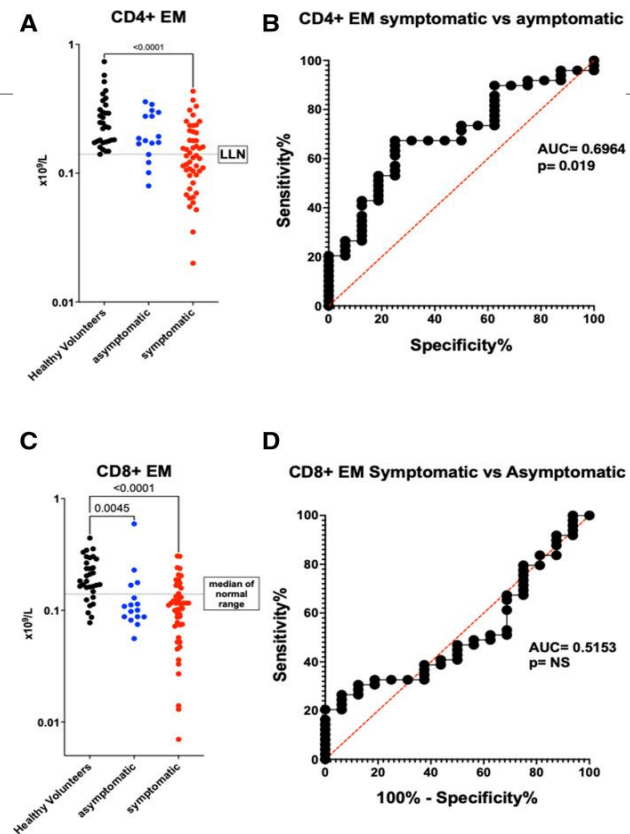 A
CD4+ EM
<0.0001
1
0.1
0.01
x10⁹/L
LLN
Healthy Volunteers
asymptomatic
symptomatic
B
CD4+ EM symptomatic vs aymptomatic
100
80
60
40
20
0
Sensitivity%
AUC= 0.6964
p= 0.019
0 20 40 60 80 100
Specificity%
C
CD8+ EM
<0.0001
0.0045
1
0.1
0.01
x10⁹/L
median of
normal
range
Healthy Volunteers
asymptomatic
symptomatic
D
CD8+ EM Symptomatic vs Asymptomatic
100
80
60
40
20
0
Sensitivity%
AUC= 0.5153
p= NS
0 20 40 60 80 100
100% - Specificity%